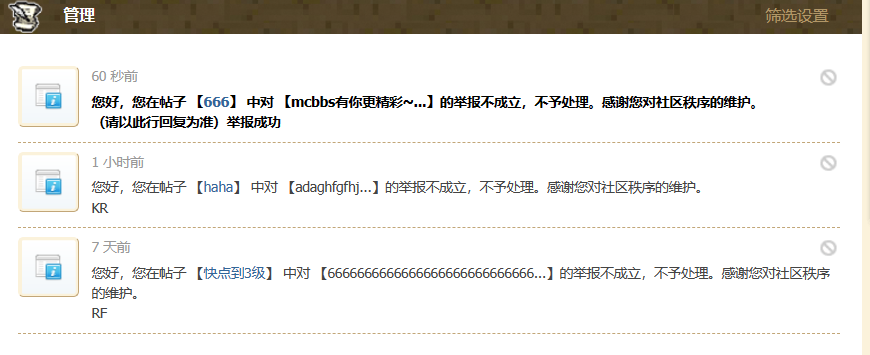 管理 筛选设置
60 秒前
您好，您在帖子 【666】 中对 【mcbbs有你更精彩~...】的举报不成立，不予处理。感谢您对社区秩序的维护。
（请以此行回复为准）举报成功
1 小时前
您好，您在帖子 【haha】 中对 【adaghfgfhj...】的举报不成立，不予处理。感谢您对社区秩序的维护。
KR
7 天前
您好，您在帖子 【快点到3级】 中对 【666666666666666666666666666666...】的举报不成立，不予处理。感谢您对社区秩序
的维护。
RF